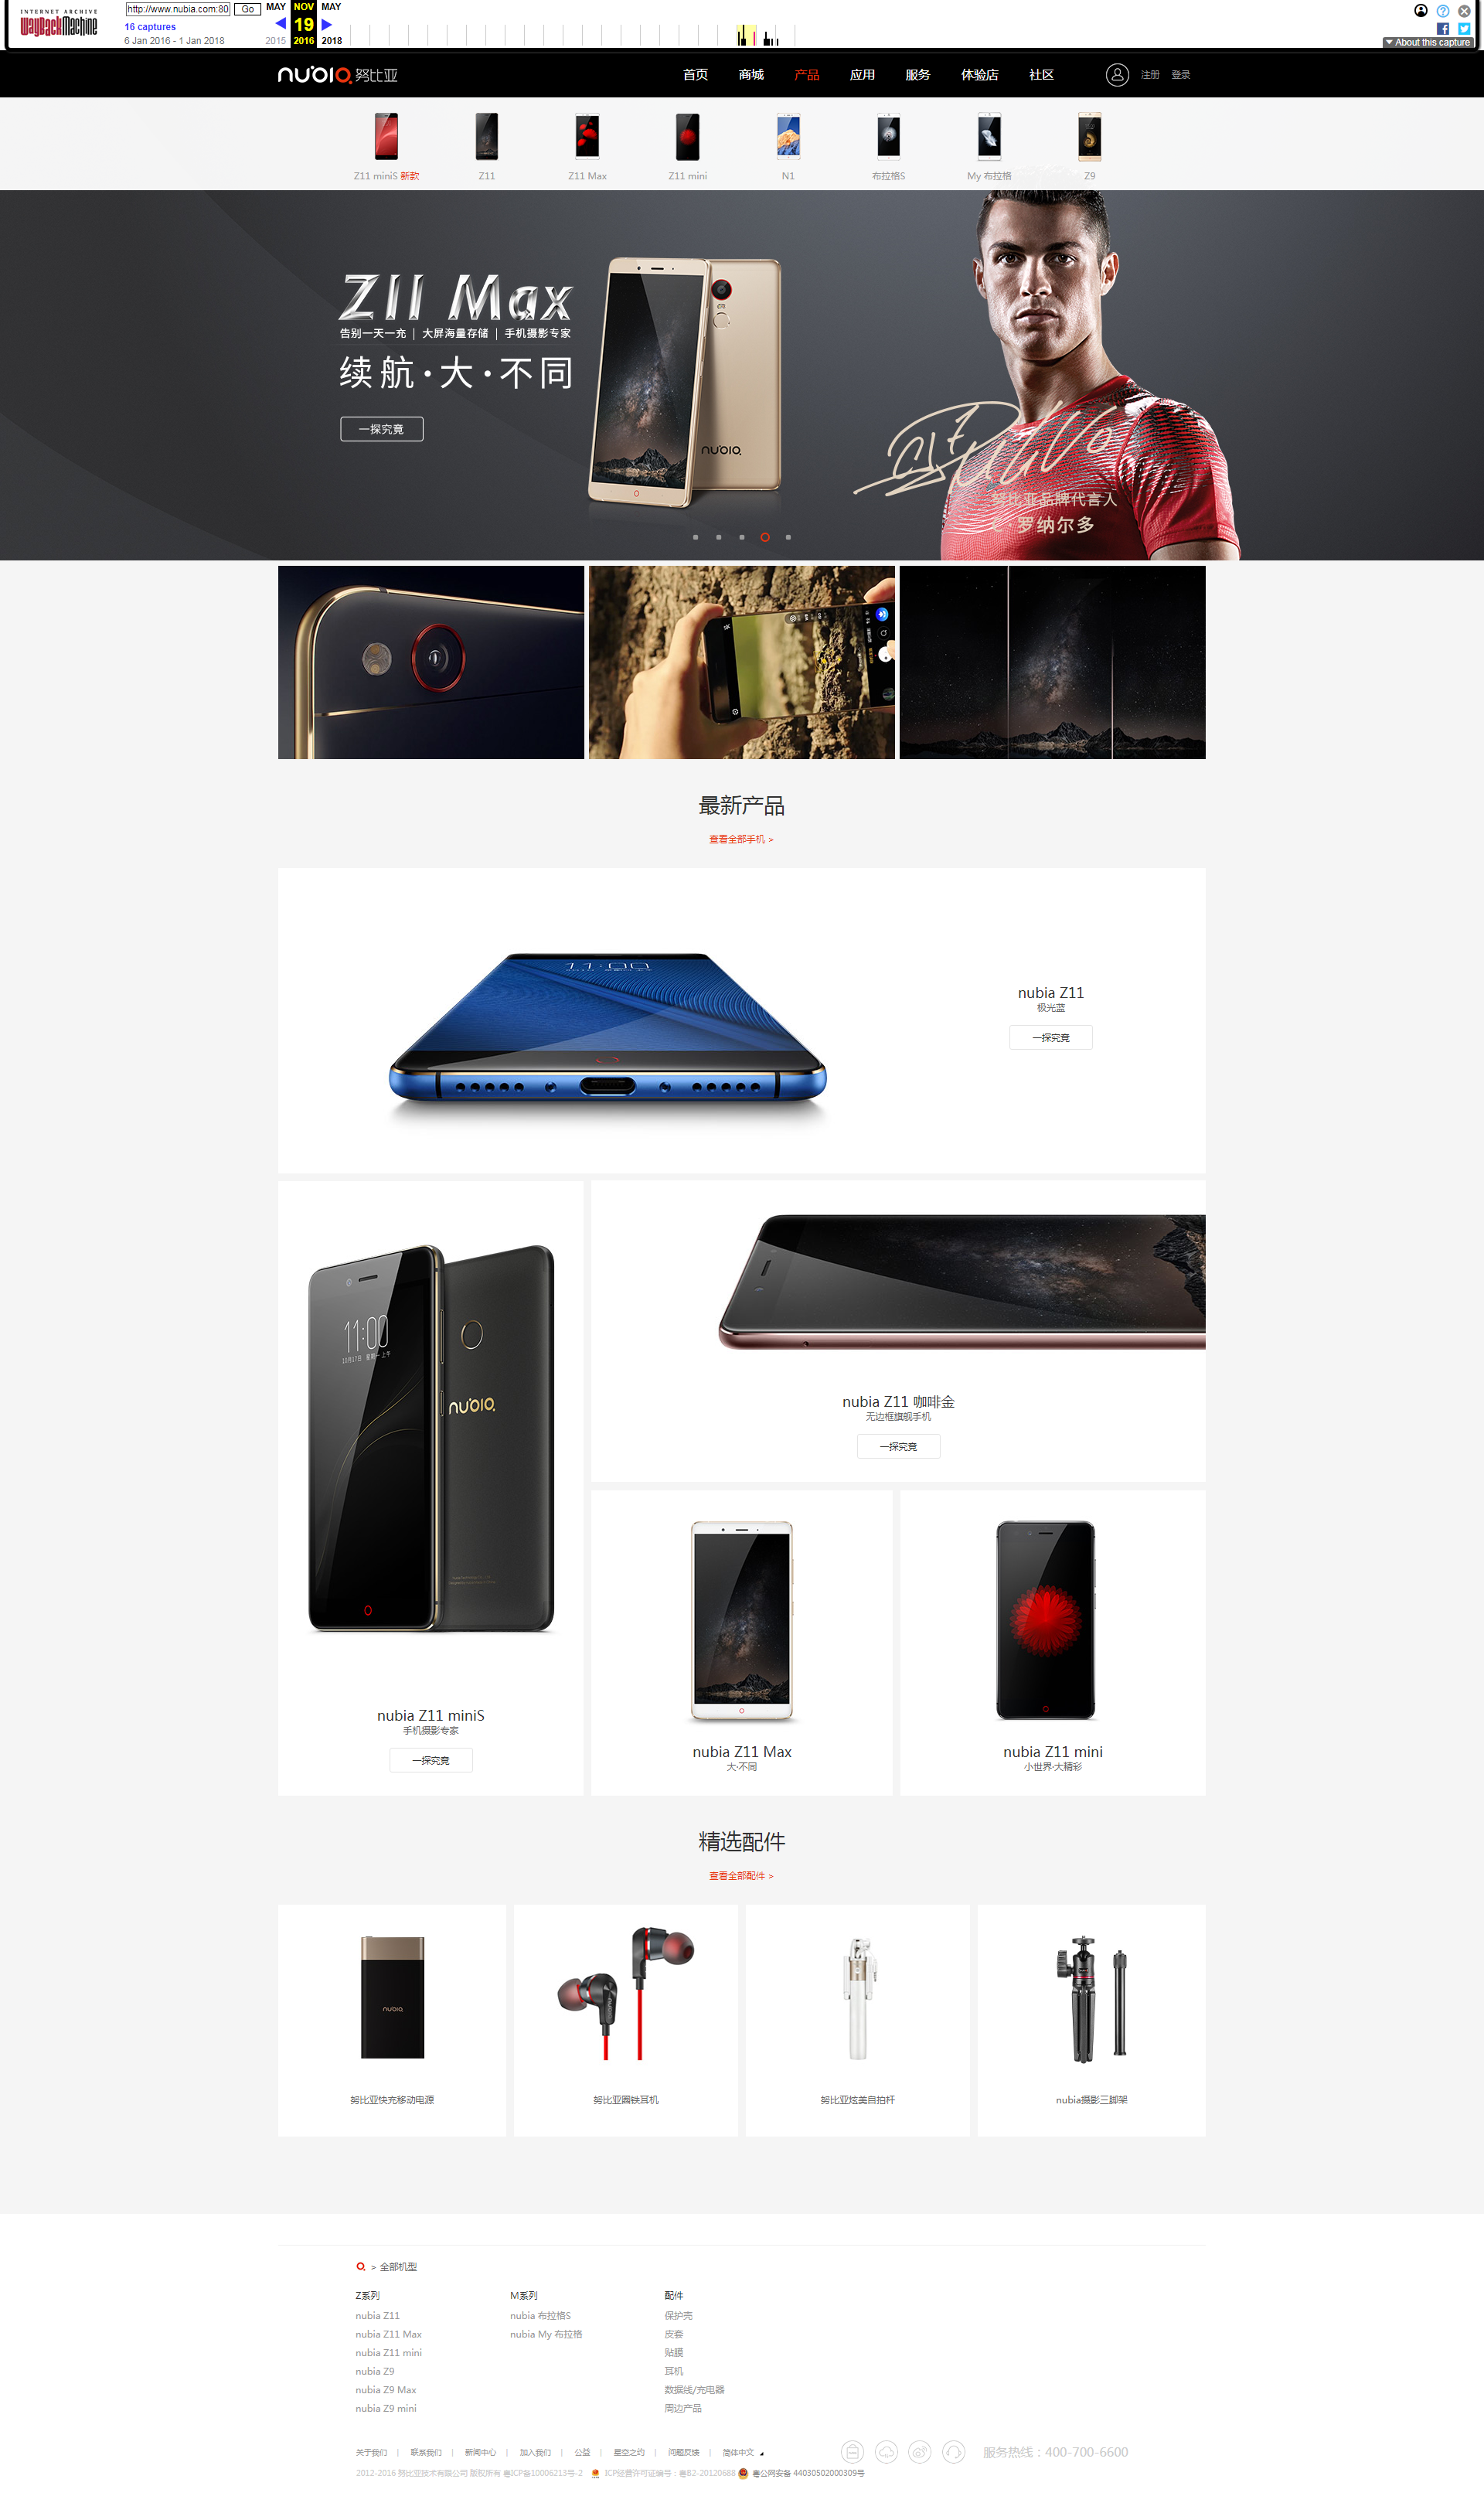 INTERNET ARCHIVE
WayBackMachine
http://www.nubia.com:80
Go
MAY
NOV
MAY
16 captures
19
6 Jan 2016 - 1 Jan 2018
2015
2016
2018
About this capture
nubia 努比亚
首页
商城
产品
应用
服务
体验店
社区
注册
登录
Z11 miniS 新款
Z11
Z11 Max
Z11 mini
N1
布拉格S
My 布拉格
Z9
Z11 Max
告别一天一充 | 大屏海量存储 | 手机摄影专家
续航·大·不同
一探究竟
nubia
努比亚品牌代言人
C·罗纳尔多
最新产品
查看全部手机 >
11:00
nubia Z11
极光蓝
一探究竟
11:00
10月17日 星期一 上午
nubia
nubia Z11 咖啡金
无边框旗舰手机
一探究竟
nubia Z11 miniS
手机摄影专家
一探究竟
nubia Z11 Max
大·不同
nubia Z11 mini
小世界·大精彩
精选配件
查看全部配件 >
nubia
努比亚快充移动电源
努比亚圈铁耳机
努比亚炫美自拍杆
nubia摄影三脚架
> 全部机型
Z系列
M系列
配件
nubia Z11
nubia 布拉格S
保护壳
nubia Z11 Max
nubia My 布拉格
皮套
nubia Z11 mini
贴膜
nubia Z9
耳机
nubia Z9 Max
数据线/充电器
nubia Z9 mini
周边产品
关于我们 | 联系我们 | 新闻中心 | 加入我们 | 公益 | 星空之约 | 问题反馈 | 简体中文
服务热线：400-700-6600
2012-2016 努比亚技术有限公司 版权所有 粤ICP备10006213号-2 ICP经营许可证编号：粤B2-20120688 粤公网安备 44030502000309号